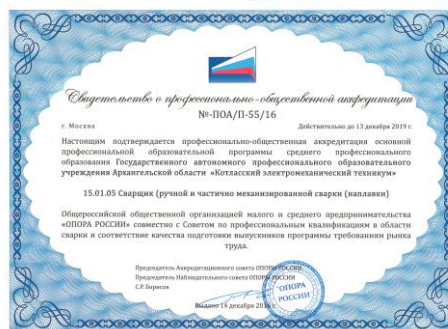 Свидетельство о профессионально-общественной аккредитации
№-ПОА/П-55/16
г. Москва Действительно до 13 декабря 2019 г.
Настоящим подтверждается профессионально-общественная аккредитация основной
профессиональной образовательной программы среднего профессионального
образования Государственного автономного профессионального образовательного
учреждения Архангельской области «Котласский электромеханический техникум»
15.01.05 Сварщик (ручной и частично механизированной сварки (наплавки)
Общероссийской общественной организацией малого и среднего предпринимательства
«ОПОРА РОССИИ» совместно с Советом по профессиональным квалификациям в области
сварки и соответствие качества подготовки выпускников программы требованиям рынка
труда.
Председатель Аккредитационного совета ОПОРЫ РОССИИ
Председатель Наблюдательного совета ОПОРЫ РОССИИ
С.Р. Борисов
ОПОРА
РОССИИ
Выдано 14 декабря 2016 г.